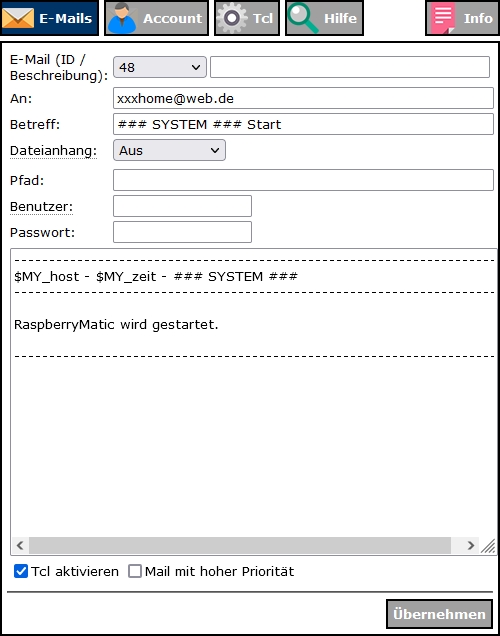 E-Mails Account Tcl Hilfe Info
E-Mail (ID / Beschreibung): 48
An: xxxhome@web.de
Betreff: ### SYSTEM ### Start
Dateianhang: Aus
Pfad:
Benutzer:
Passwort:
--------------------------------------------------------------
$MY_host - $MY_zeit - ### SYSTEM ###
--------------------------------------------------------------
RaspberryMatic wird gestartet.
--------------------------------------------------------------
Tcl aktivieren Mail mit hoher Priorität
Übernehmen